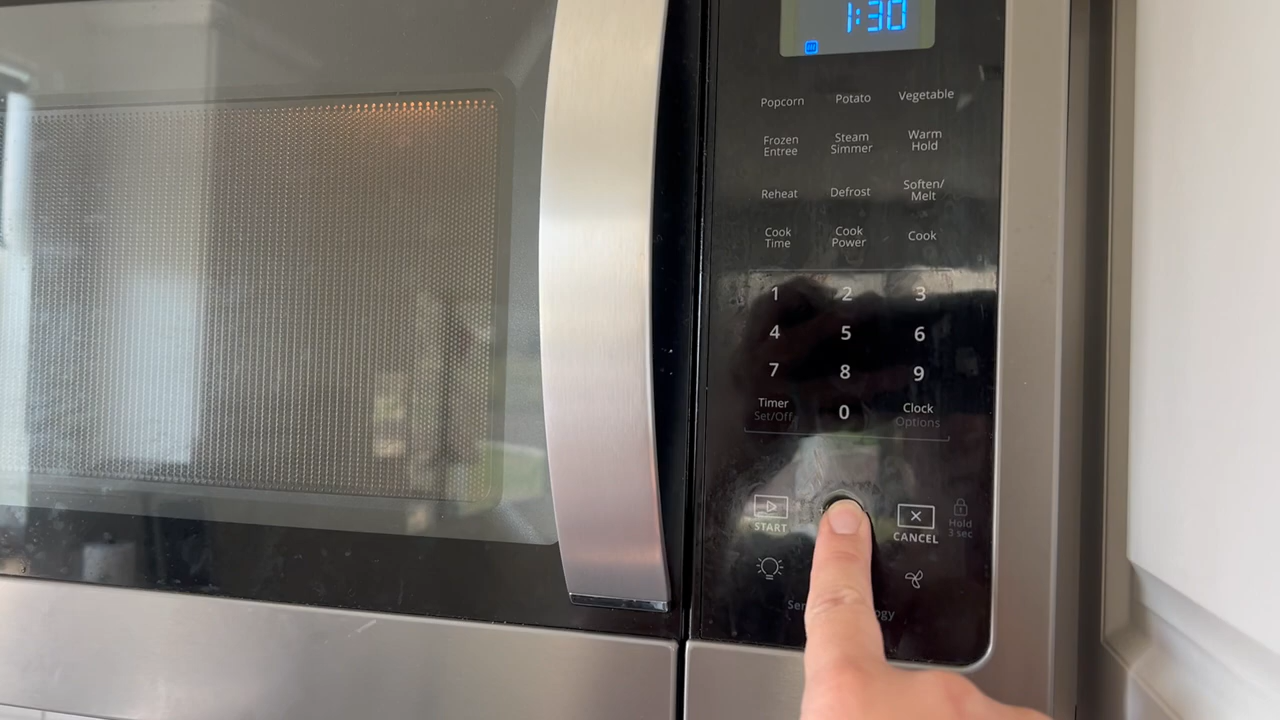 1:30
Popcorn Potato Vegetable
Frozen Entree Steam Simmer Warm Hold
Reheat Defrost Soften/ Melt
Cook Time Cook Power Cook
1 2 3
4 5 6
7 8 9
Timer Set/Off 0 Clock Options
START CANCEL Hold 3 sec